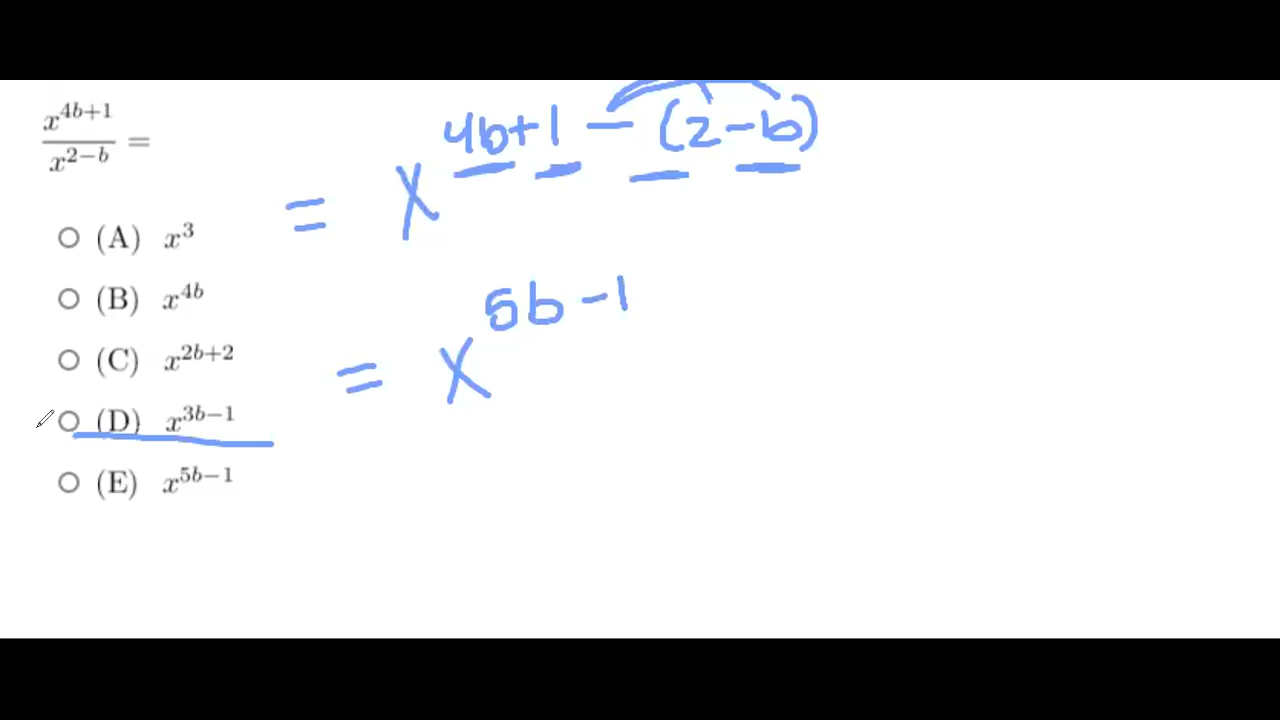 x^{4b+1} / x^{2−b} =
= x^{4b+1 − (2−b)}
(A) x^3
(B) x^{4b}
= x^{5b−1}
(C) x^{2b+2}
(D) x^{3b−1}
(E) x^{5b−1}